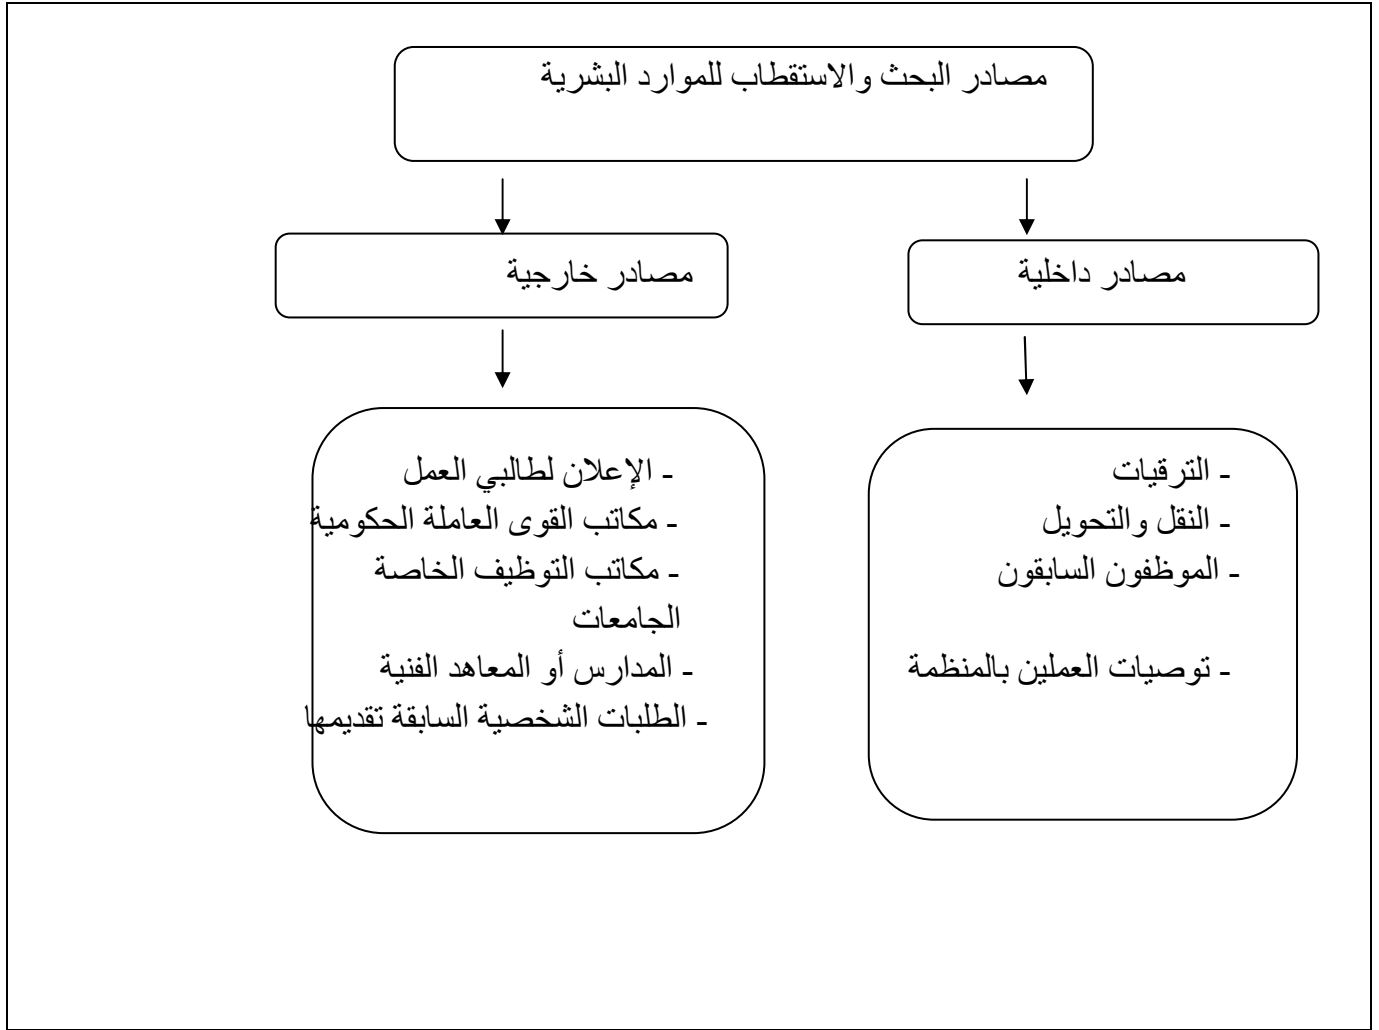 مصادر البحث والاستقطاب للموارد البشرية
مصادر داخلية
مصادر خارجية
- الترقيات
- النقل والتحويل
- الموظفون السابقون
- توصيات العملين بالمنظمة
- الإعلان لطالبي العمل
- مكاتب القوى العاملة الحكومية
- مكاتب التوظيف الخاصة
الجامعات
- المدارس أو المعاهد الفنية
- الطلبات الشخصية السابقة تقديمها